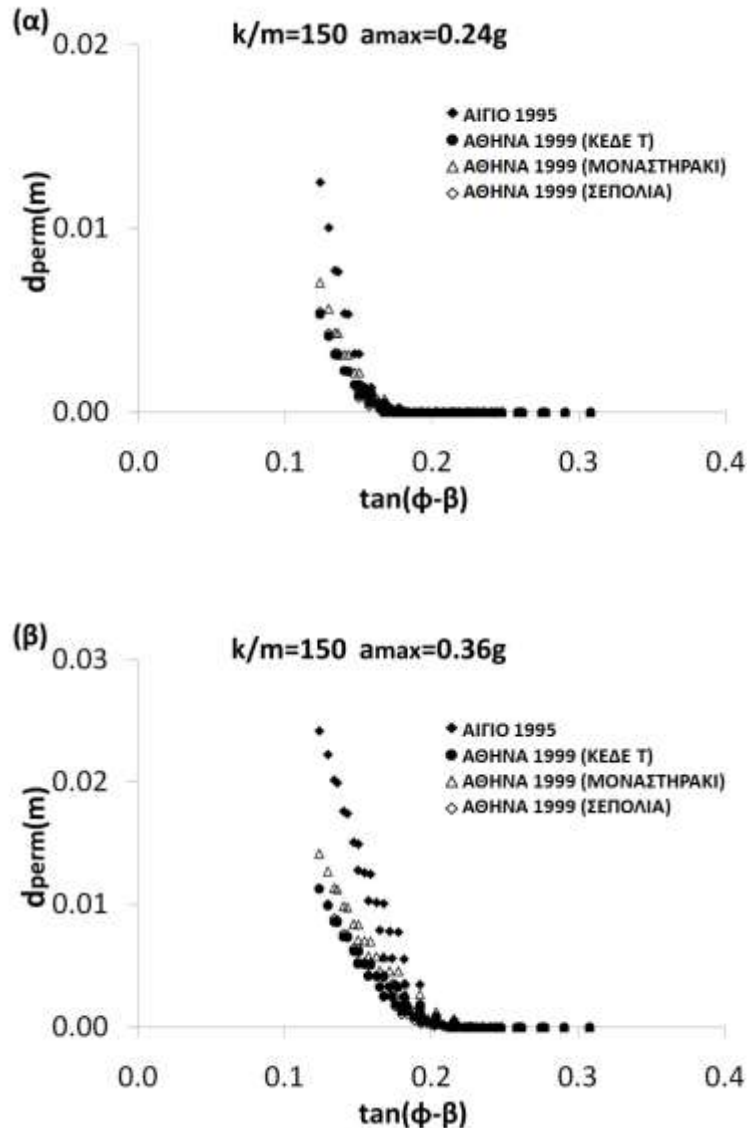 (α)
k/m=150 amax=0.24g
0.02
ΑΙΓΙΟ 1995
ΑΘΗΝΑ 1999 (ΚΕΔΕ Τ)
ΑΘΗΝΑ 1999 (ΜΟΝΑΣΤΗΡΑΚΙ)
ΑΘΗΝΑ 1999 (ΣΕΠΟΛΙΑ)
0.01
dperm(m)
0.00
0.0 0.1 0.2 0.3 0.4
tan(φ-β)
(β)
k/m=150 amax=0.36g
0.03
ΑΙΓΙΟ 1995
ΑΘΗΝΑ 1999 (ΚΕΔΕ Τ)
ΑΘΗΝΑ 1999 (ΜΟΝΑΣΤΗΡΑΚΙ)
ΑΘΗΝΑ 1999 (ΣΕΠΟΛΙΑ)
0.02
dperm(m)
0.01
0.00
0.0 0.1 0.2 0.3 0.4
tan(φ-β)